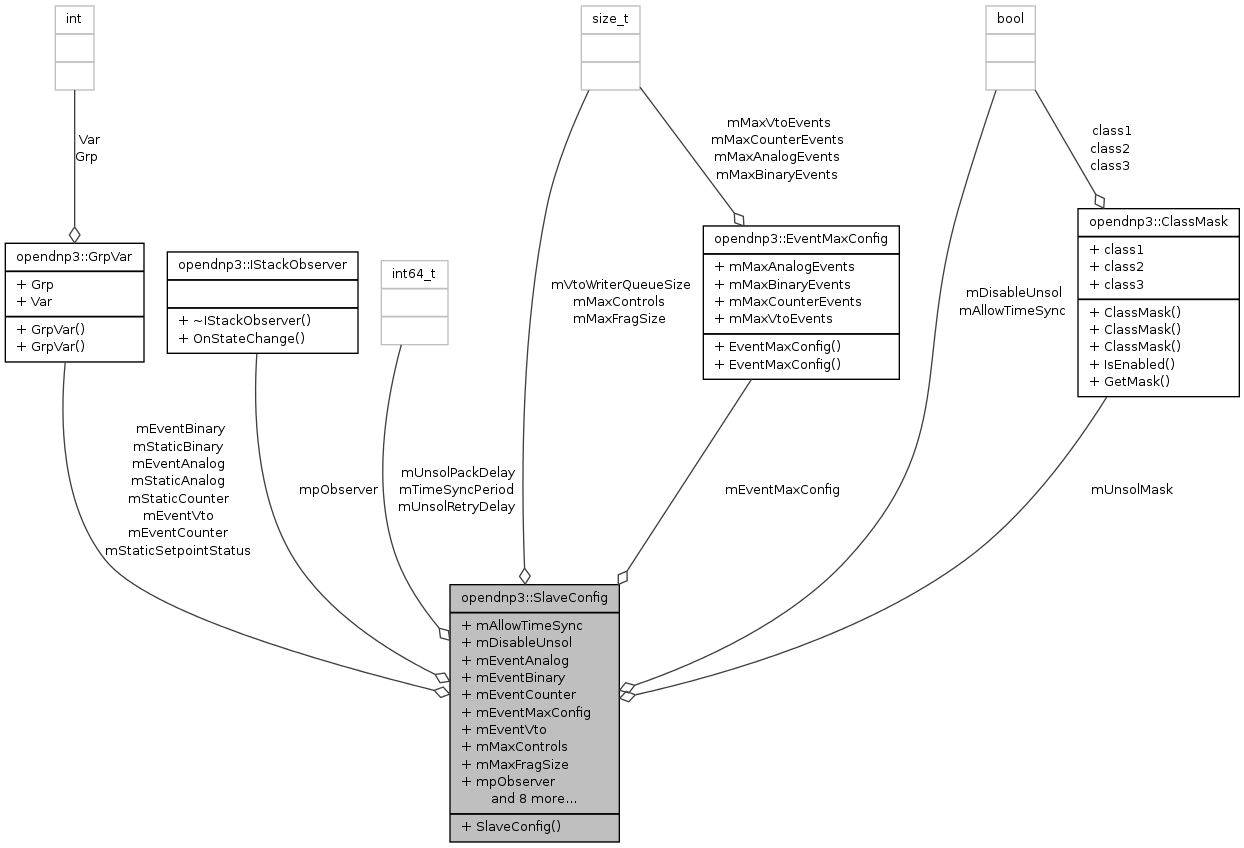 int
size_t
bool
Var
Grp
mMaxVtoEvents
mMaxCounterEvents
mMaxAnalogEvents
mMaxBinaryEvents
class1
class2
class3
opendnp3::GrpVar
+ Grp
+ Var
+ GrpVar()
+ GrpVar()
opendnp3::IStackObserver
+ ~IStackObserver()
+ OnStateChange()
int64_t
mVtoWriterQueueSize
mMaxControls
mMaxFragSize
opendnp3::EventMaxConfig
+ mMaxAnalogEvents
+ mMaxBinaryEvents
+ mMaxCounterEvents
+ mMaxVtoEvents
+ EventMaxConfig()
+ EventMaxConfig()
mDisableUnsol
mAllowTimeSync
opendnp3::ClassMask
+ class1
+ class2
+ class3
+ ClassMask()
+ ClassMask()
+ ClassMask()
+ IsEnabled()
+ GetMask()
mEventBinary
mStaticBinary
mEventAnalog
mStaticAnalog
mStaticCounter
mEventVto
mEventCounter
mStaticSetpointStatus
mpObserver
mUnsolPackDelay
mTimeSyncPeriod
mUnsolRetryDelay
mEventMaxConfig
mUnsolMask
opendnp3::SlaveConfig
+ mAllowTimeSync
+ mDisableUnsol
+ mEventAnalog
+ mEventBinary
+ mEventCounter
+ mEventMaxConfig
+ mEventVto
+ mMaxControls
+ mMaxFragSize
+ mpObserver
and 8 more...
+ SlaveConfig()